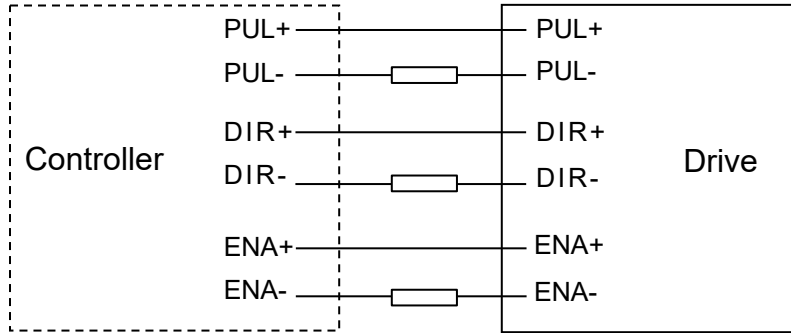 PUL+ PUL+
PUL- PUL-
DIR+ DIR+
Controller DIR- DIR- Drive
ENA+ ENA+
ENA- ENA-